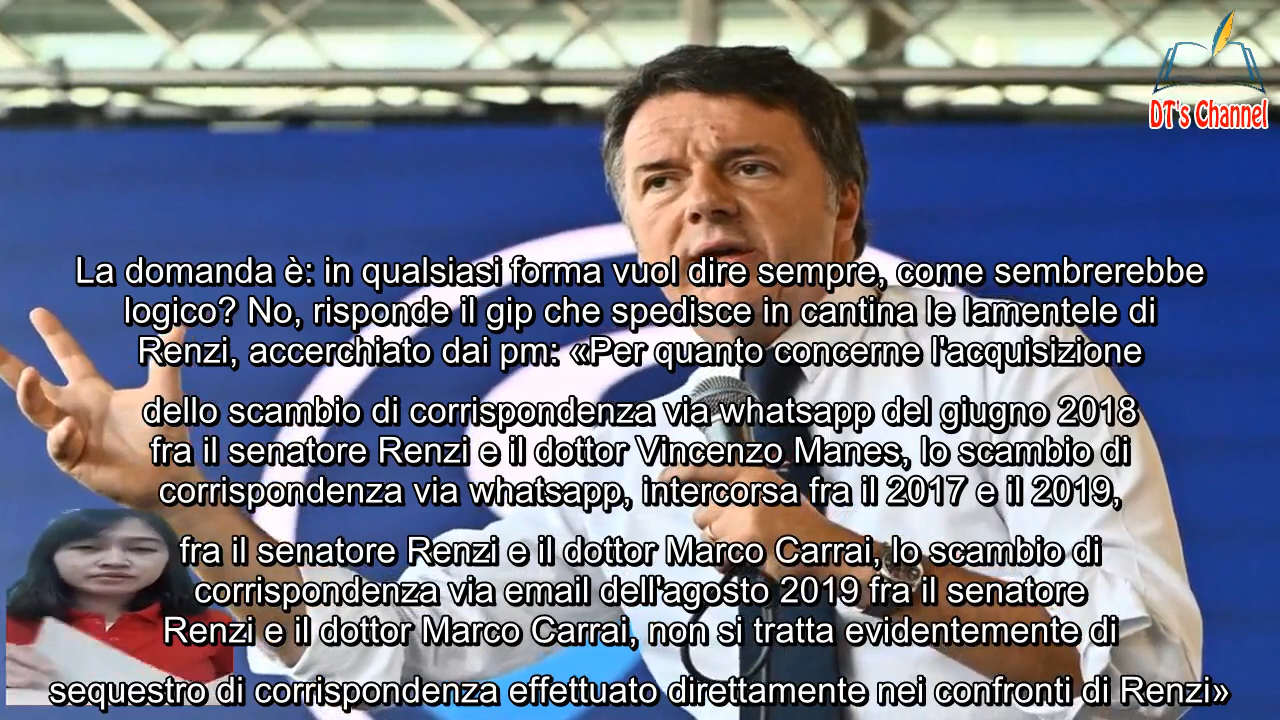 DT's Channel
La domanda è: in qualsiasi forma vuol dire sempre, come sembrerebbe
logico? No, risponde il gip che spedisce in cantina le lamentele di
Renzi, accerchiato dai pm: «Per quanto concerne l'acquisizione
dello scambio di corrispondenza via whatsapp del giugno 2018
fra il senatore Renzi e il dottor Vincenzo Manes, lo scambio di
corrispondenza via whatsapp, intercorsa fra il 2017 e il 2019,
fra il senatore Renzi e il dottor Marco Carrai, lo scambio di
corrispondenza via email dell'agosto 2019 fra il senatore
Renzi e il dottor Marco Carrai, non si tratta evidentemente di
sequestro di corrispondenza effettuato direttamente nei confronti di Renzi»